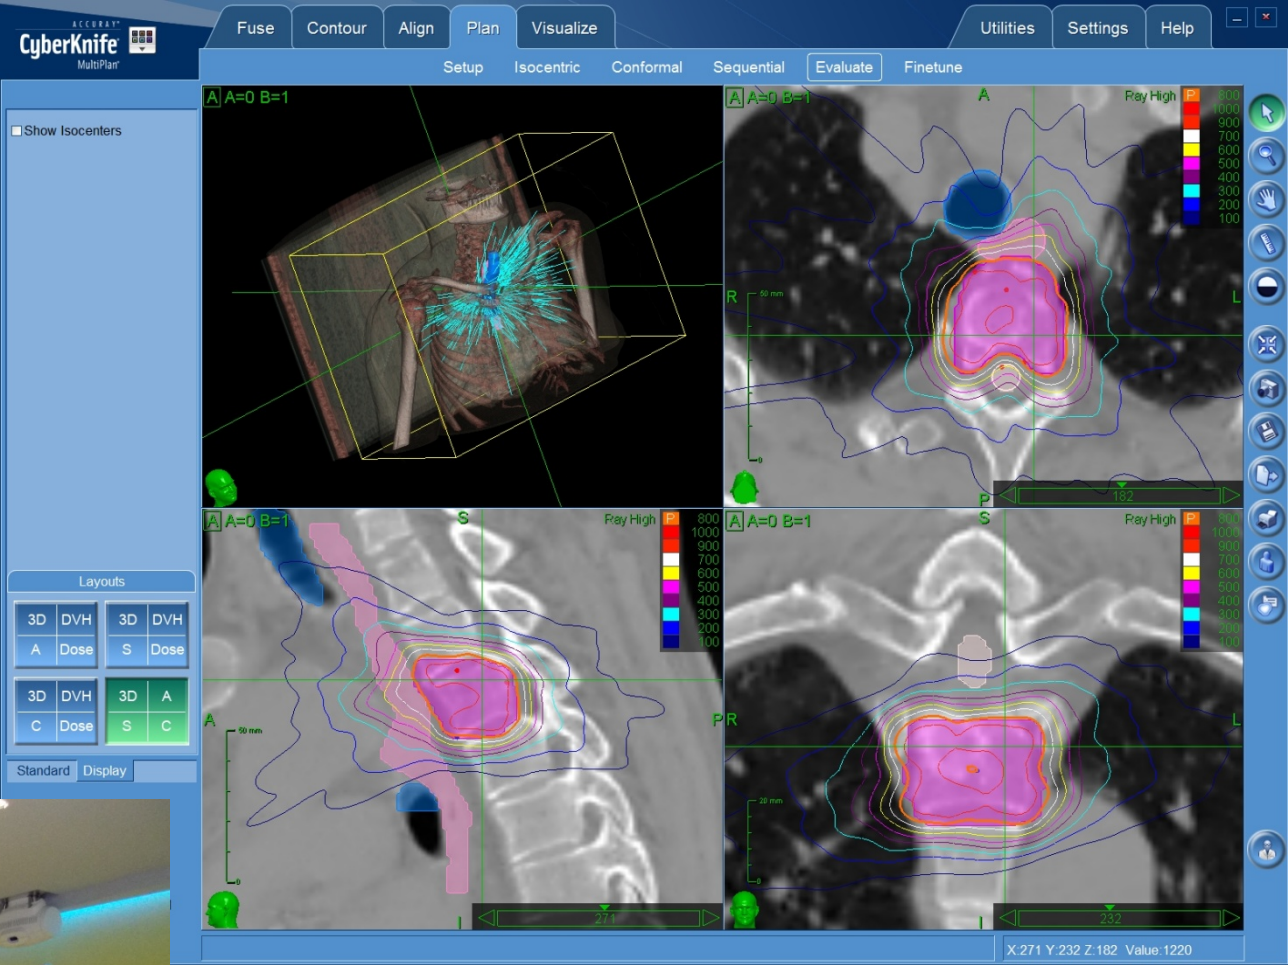 ACCURAY
CyberKnife
MultiPlan
Fuse
Contour
Align
Plan
Visualize
Utilities
Settings
Help
Setup
Isocentric
Conformal
Sequential
Evaluate
Finetune
Show Isocenters
A A=0 B=1
A A=0 B=1
A
Ray High
P 800
1000
900
700
600
500
400
300
200
100
R
50 mm
L
0
P
182
A A=0 B=1
S
Ray High
P 800
1000
900
700
600
500
400
300
200
100
A
50 mm
P
0
I
271
A A=0 B=1
S
Ray High
P 800
1000
900
700
600
500
400
300
200
100
R
20 mm
L
0
I
232
Layouts
3D DVH
A Dose
3D DVH
S Dose
3D DVH
C Dose
3D A
S C
Standard
Display
X:271 Y:232 Z:182 Value:1220